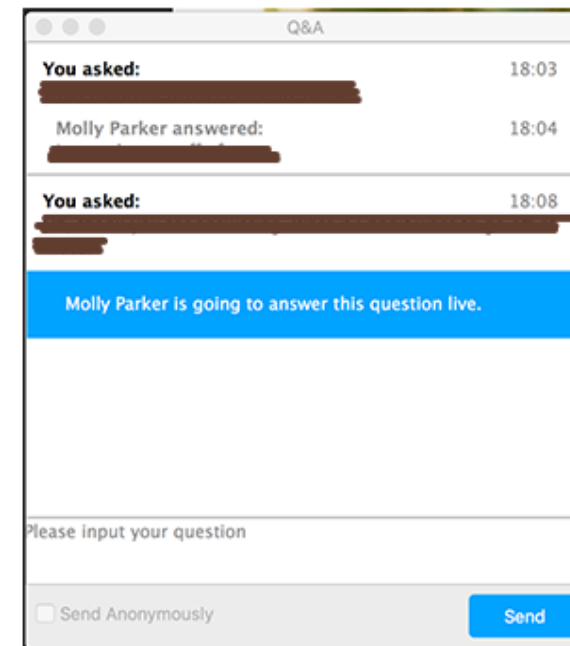 Q&A
You asked: 18:03
Molly Parker answered: 18:04
You asked: 18:08
Molly Parker is going to answer this question live.
Please input your question
Send Anonymously
Send